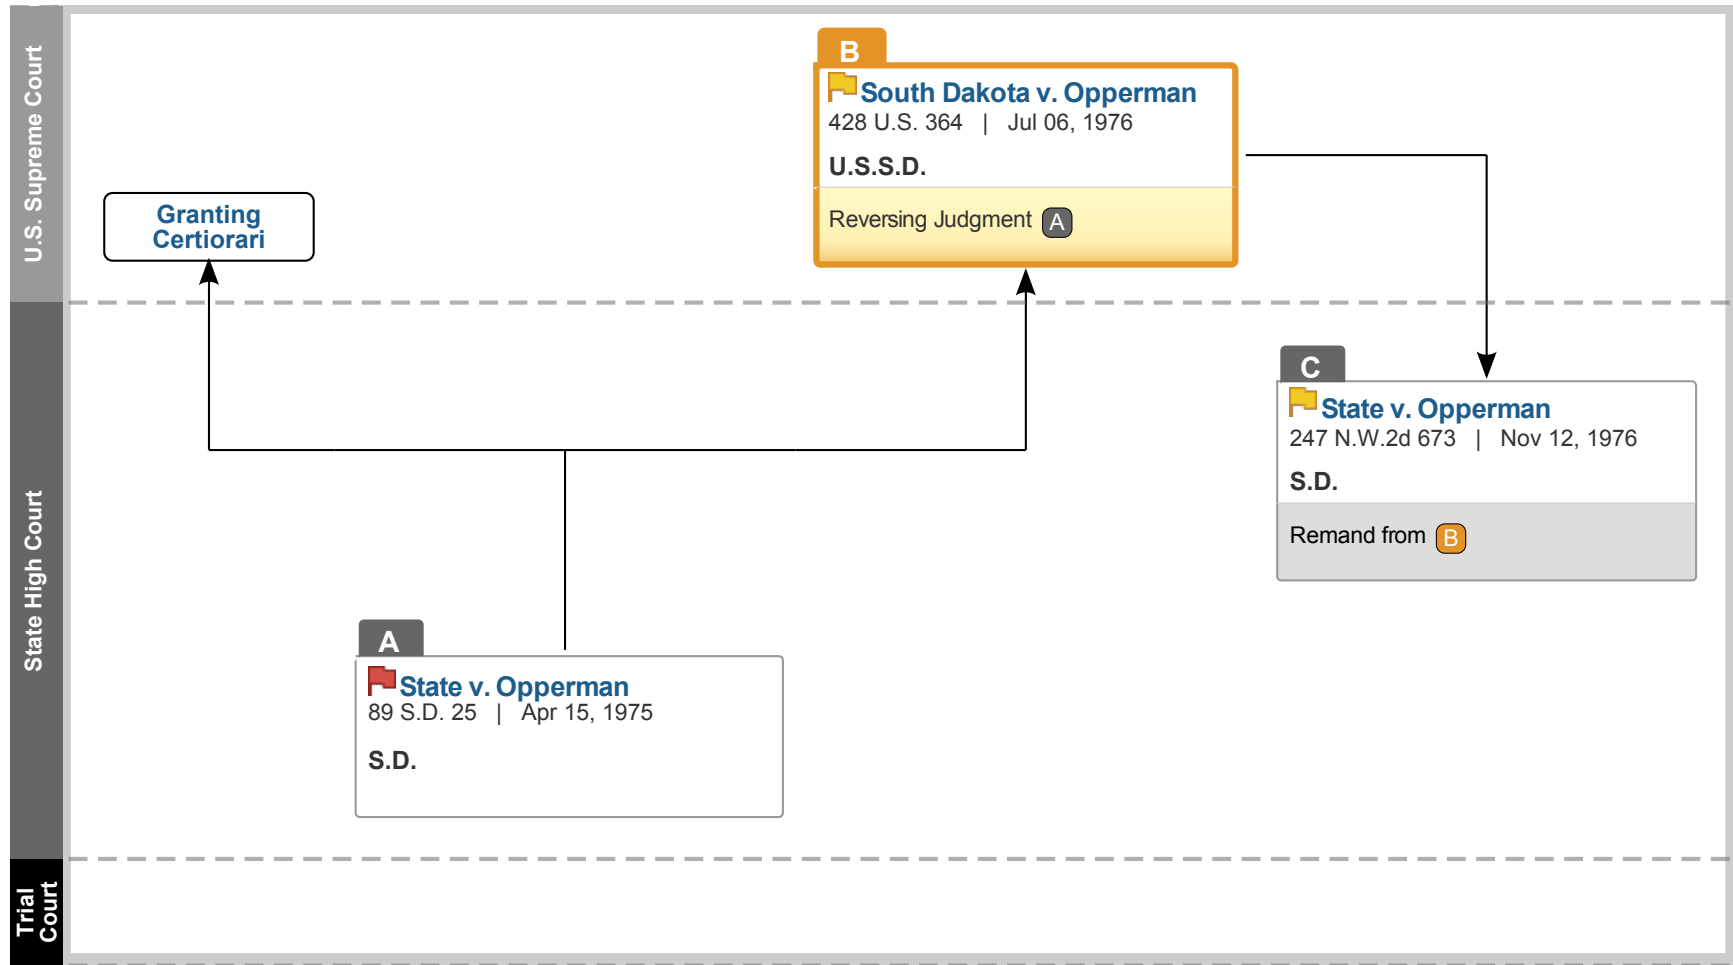 U.S. Supreme Court
Granting
Certiorari
B
South Dakota v. Opperman
428 U.S. 364 | Jul 06, 1976
U.S.S.D.
Reversing Judgment A
State High Court
C
State v. Opperman
247 N.W.2d 673 | Nov 12, 1976
S.D.
Remand from B
A
State v. Opperman
89 S.D. 25 | Apr 15, 1975
S.D.
Trial
Court